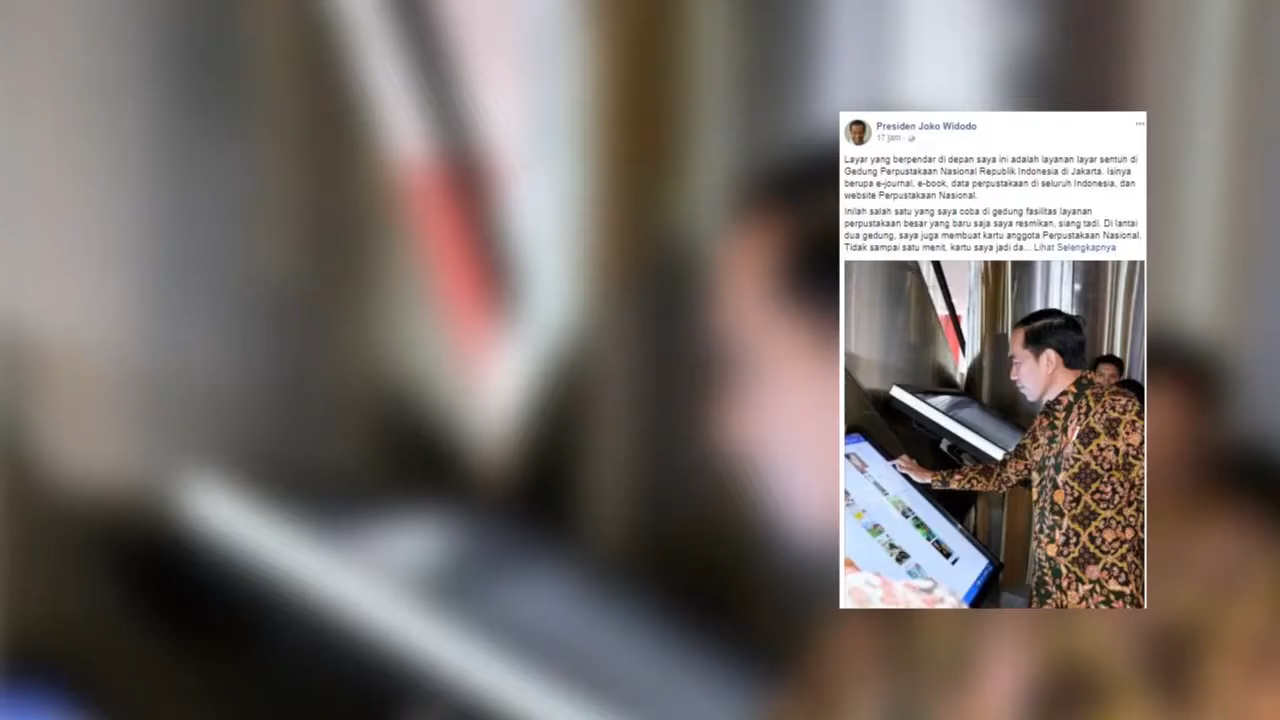 Presiden Joko Widodo
17 jam ·
Layar yang berpendar di depan saya ini adalah layanan layar sentuh di
Gedung Perpustakaan Nasional Republik Indonesia di Jakarta. Isinya
berupa e-journal, e-book, data perpustakaan di seluruh Indonesia, dan
website Perpustakaan Nasional.
Inilah salah satu yang saya coba di gedung fasilitas layanan
perpustakaan besar yang baru saja saya resmikan, siang tadi. Di lantai
dua gedung, saya juga membuat kartu anggota Perpustakaan Nasional.
Tidak sampai satu menit, kartu saya jadi da... Lihat Selengkapnya